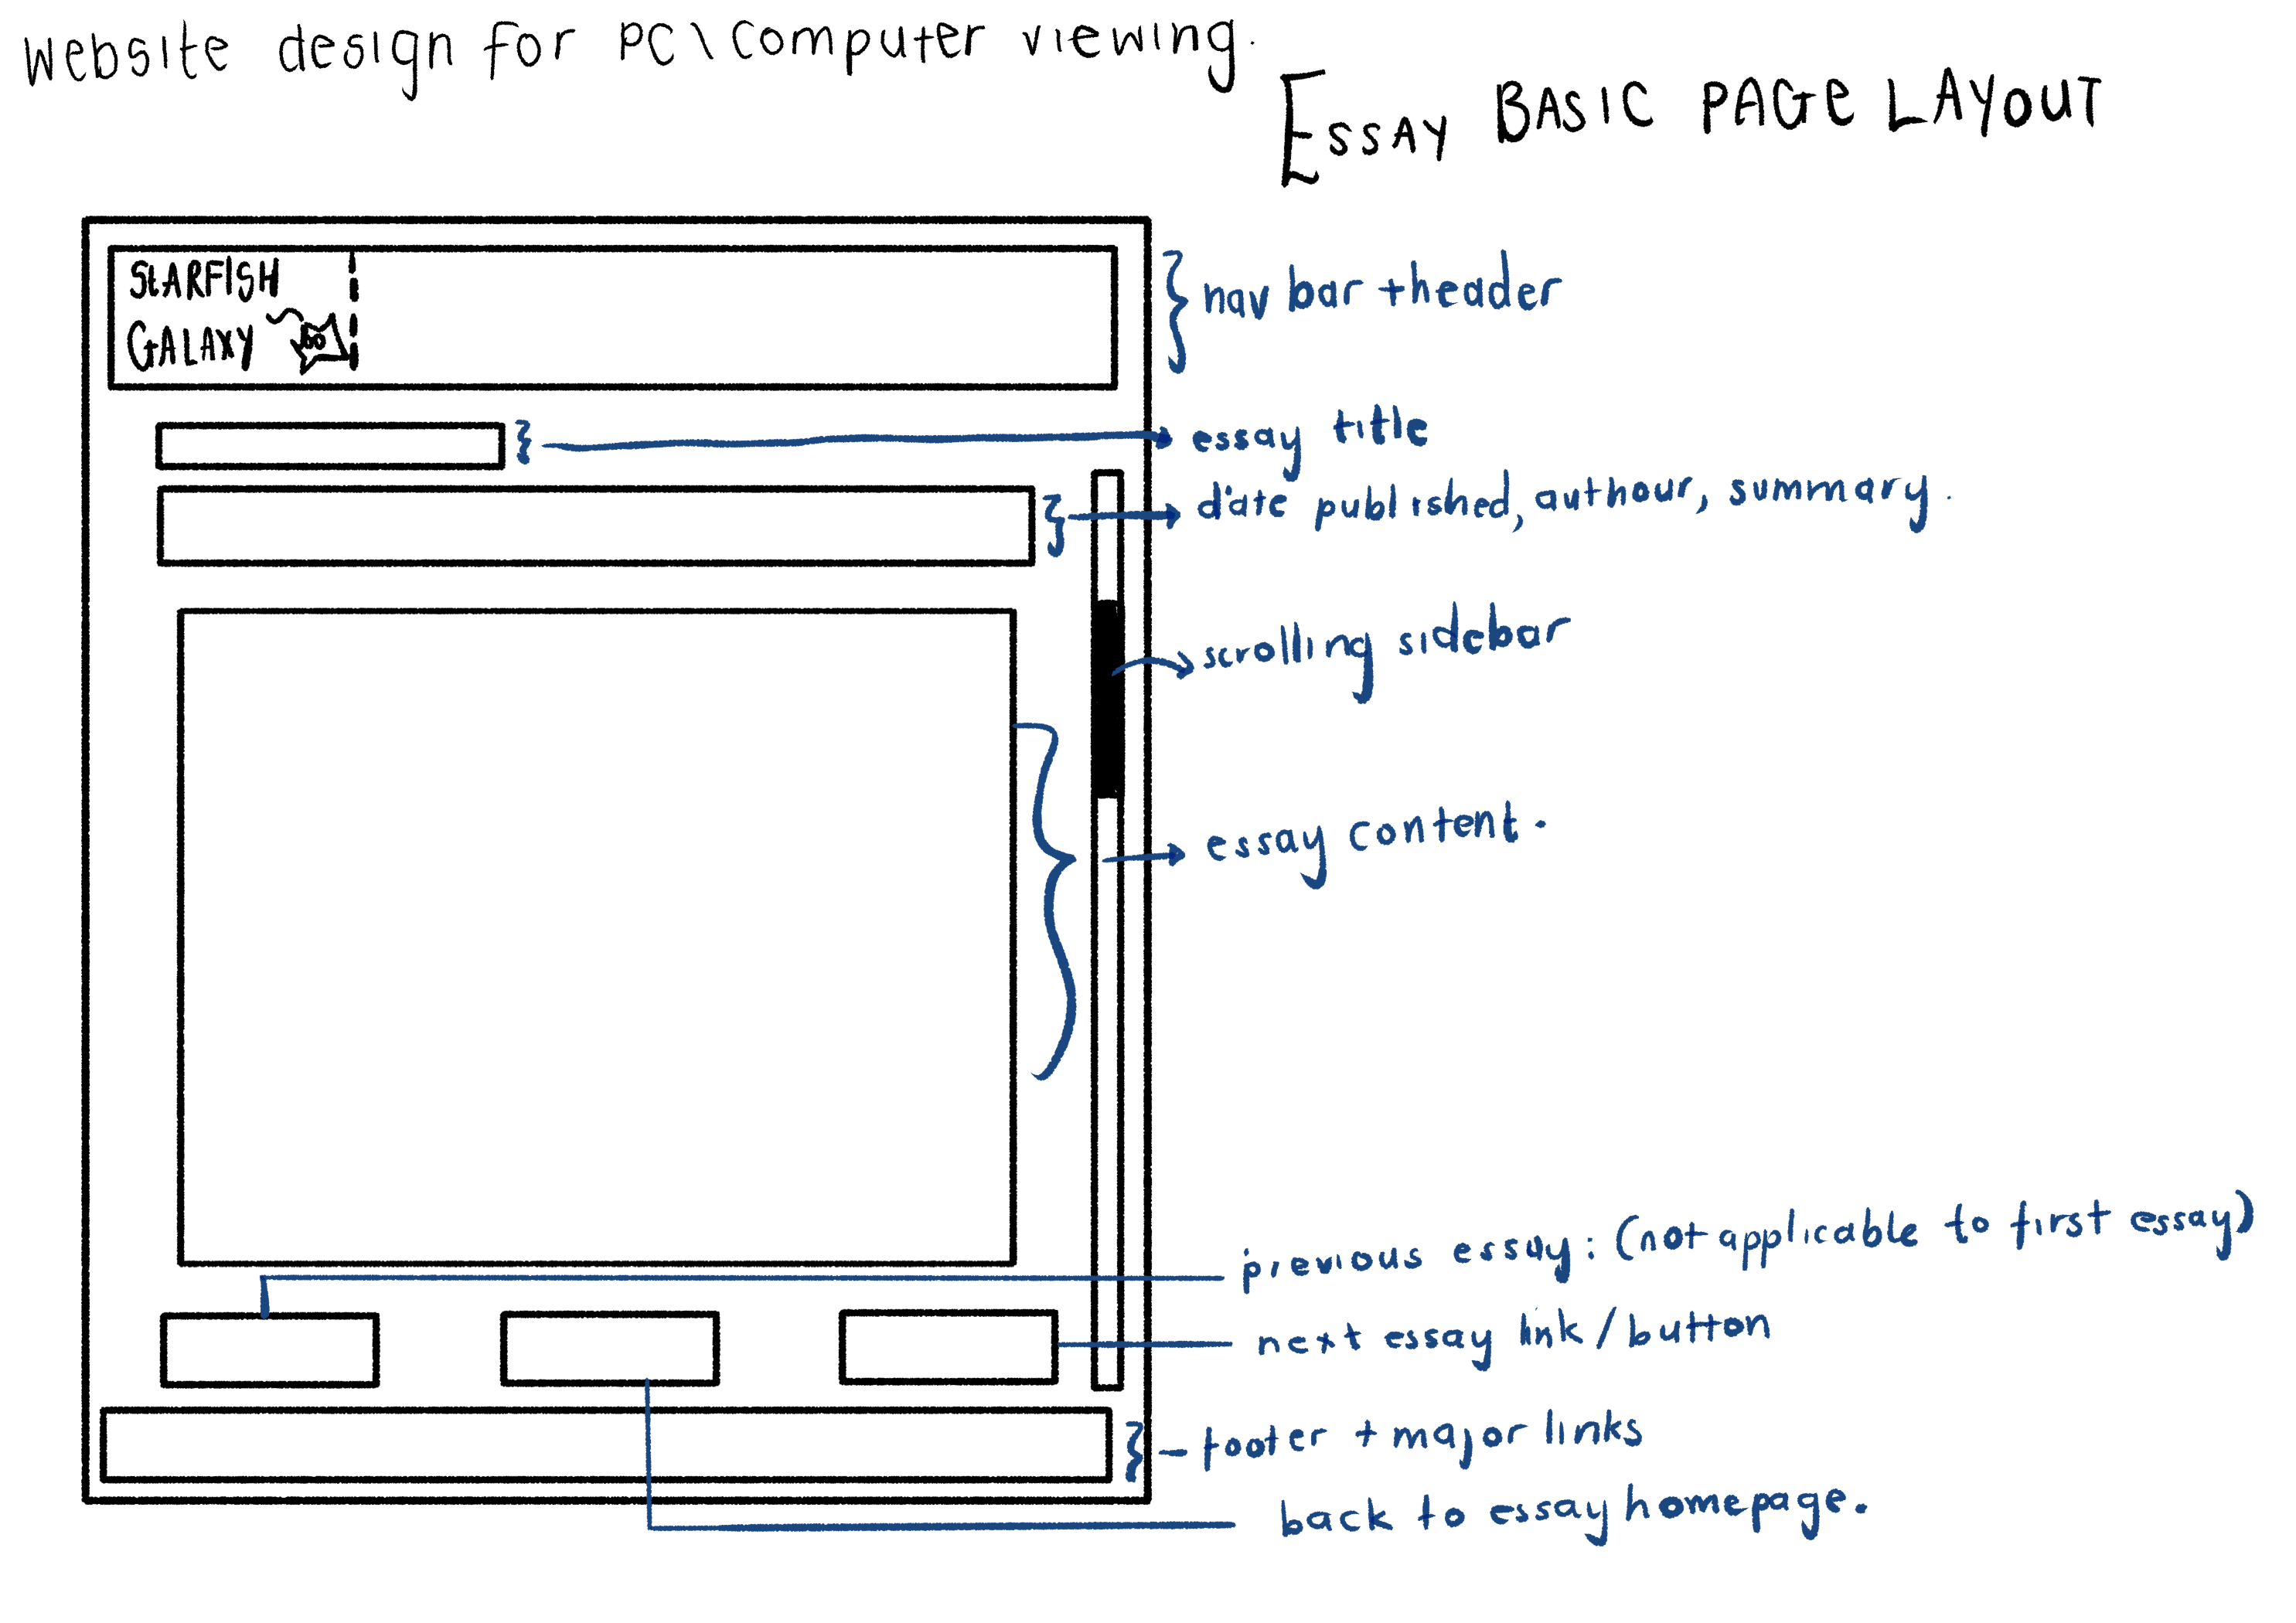 Website design for PC\Computer viewing.
ESSAY BASIC PAGE LAYOUT
STARFISH
GALAXY
nav bar + header
essay title
date published, authour, summary.
scrolling sidebar
essay content.
previous essay: (not applicable to first essay)
next essay link/button
footer + major links
back to essay homepage.